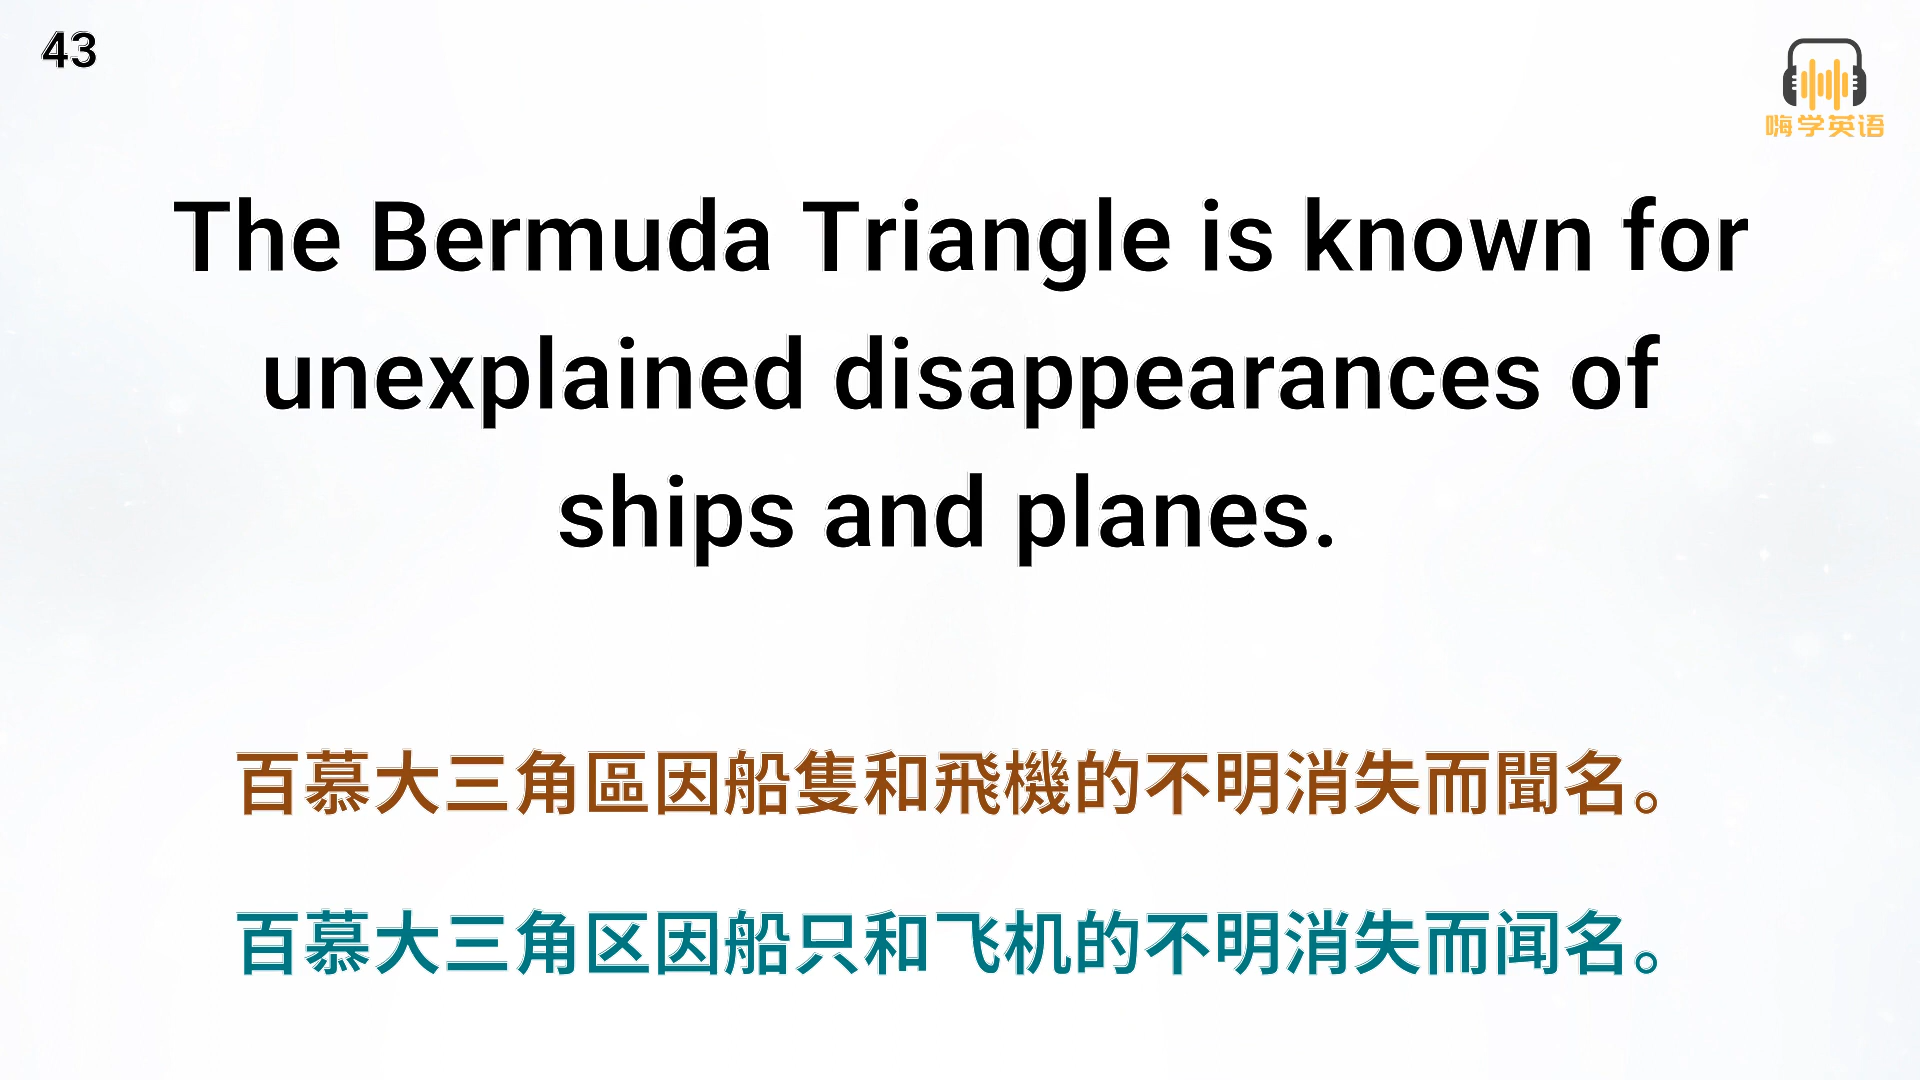 43
嗨学英语
The Bermuda Triangle is known for
unexplained disappearances of
ships and planes.
百慕大三角區因船隻和飛機的不明消失而聞名。
百慕大三角区因船只和飞机的不明消失而闻名。